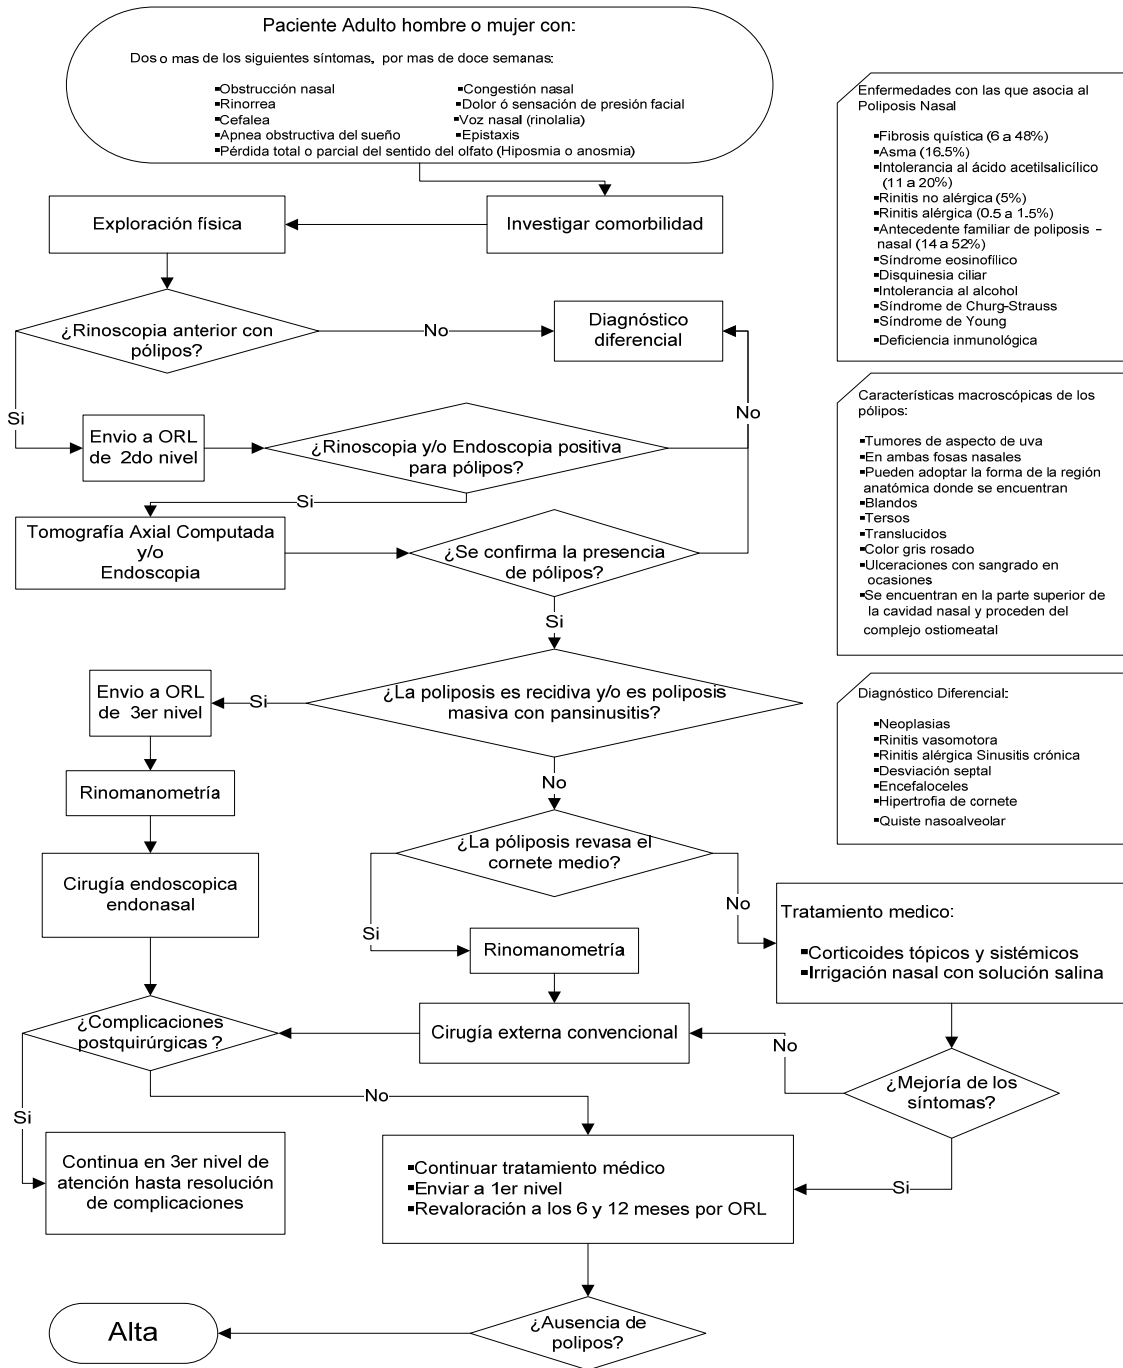 Paciente Adulto hombre o mujer con:
Dos o mas de los siguientes síntomas, por mas de doce semanas:
▪Obstrucción nasal
▪Rinorrea
▪Cefalea
▪Apnea obstructiva del sueño
▪Congestión nasal
▪Dolor ó sensación de presión facial
▪Voz nasal (rinolalia)
▪Epistaxis
▪Pérdida total o parcial del sentido del olfato (Hiposmia o anosmia)
Exploración física
Investigar comorbilidad
¿Rinoscopia anterior con
pólipos?
No
Diagnóstico
diferencial
Si
Envio a ORL
de 2do nivel
¿Rinoscopia y/o Endoscopia positiva
para pólipos?
No
Si
Tomografía Axial Computada
y/o
Endoscopia
¿Se confirma la presencia
de pólipos?
Si
¿La poliposis es recidiva y/o es poliposis
masiva con pansinusitis?
Si
Envio a ORL
de 3er nivel
Rinomanometría
Cirugía endoscopica
endonasal
No
¿La póliposis revasa el
cornete medio?
Si
No
Rinomanometría
Tratamiento medico:
▪Corticoides tópicos y sistémicos
▪Irrigación nasal con solución salina
Cirugía externa convencional
¿Complicaciones
postquirúrgicas ?
No
¿Mejoría de los
síntomas?
No
Si
Si
Continua en 3er nivel de
atención hasta resolución
de complicaciones
▪Continuar tratamiento médico
▪Enviar a 1er nivel
▪Revaloración a los 6 y 12 meses por ORL
¿Ausencia de
polipos?
Alta
Enfermedades con las que asocia al
Poliposis Nasal
▪Fibrosis quística (6 a 48%)
▪Asma (16.5%)
▪Intolerancia al ácido acetilsalicílico
(11 a 20%)
▪Rinitis no alérgica (5%)
▪Rinitis alérgica (0.5 a 1.5%)
▪Antecedente familiar de poliposis –
nasal (14 a 52%)
▪Síndrome eosinofílico
▪Disquinesia ciliar
▪Intolerancia al alcohol
▪Síndrome de Churg-Strauss
▪Síndrome de Young
▪Deficiencia inmunológica
Características macroscópicas de los
pólipos:
▪Tumores de aspecto de uva
▪En ambas fosas nasales
▪Pueden adoptar la forma de la región
anatómica donde se encuentran
▪Blandos
▪Tersos
▪Translucidos
▪Color gris rosado
▪Ulceraciones con sangrado en
ocasiones
▪Se encuentran en la parte superior de
la cavidad nasal y proceden del
complejo ostiomeatal
Diagnóstico Diferencial:
▪Neoplasias
▪Rinitis vasomotora
▪Rinitis alérgica Sinusitis crónica
▪Desviación septal
▪Encefaloceles
▪Hipertrofia de cornete
▪Quiste nasoalveolar